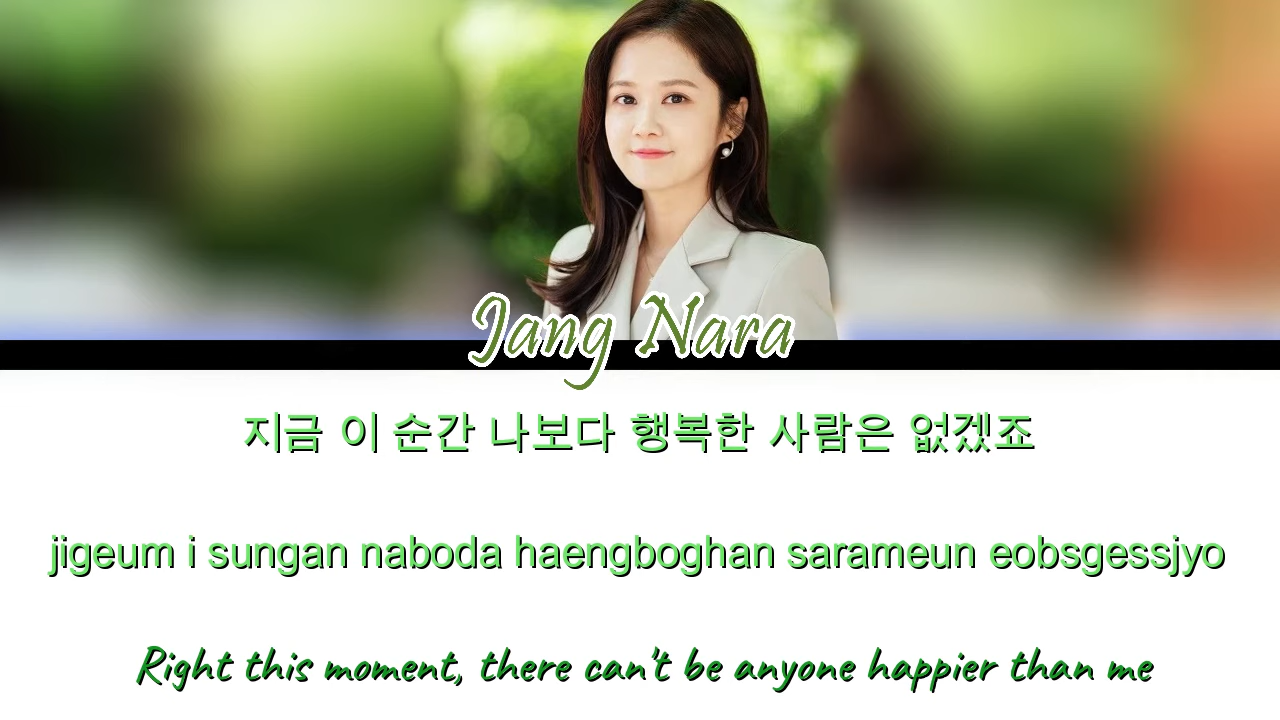 Jang Nara
지금 이 순간 나보다 행복한 사람은 없겠죠
jigeum i sungan naboda haengboghan sarameun eobsgessjyo
Right this moment, there can't be anyone happier than me